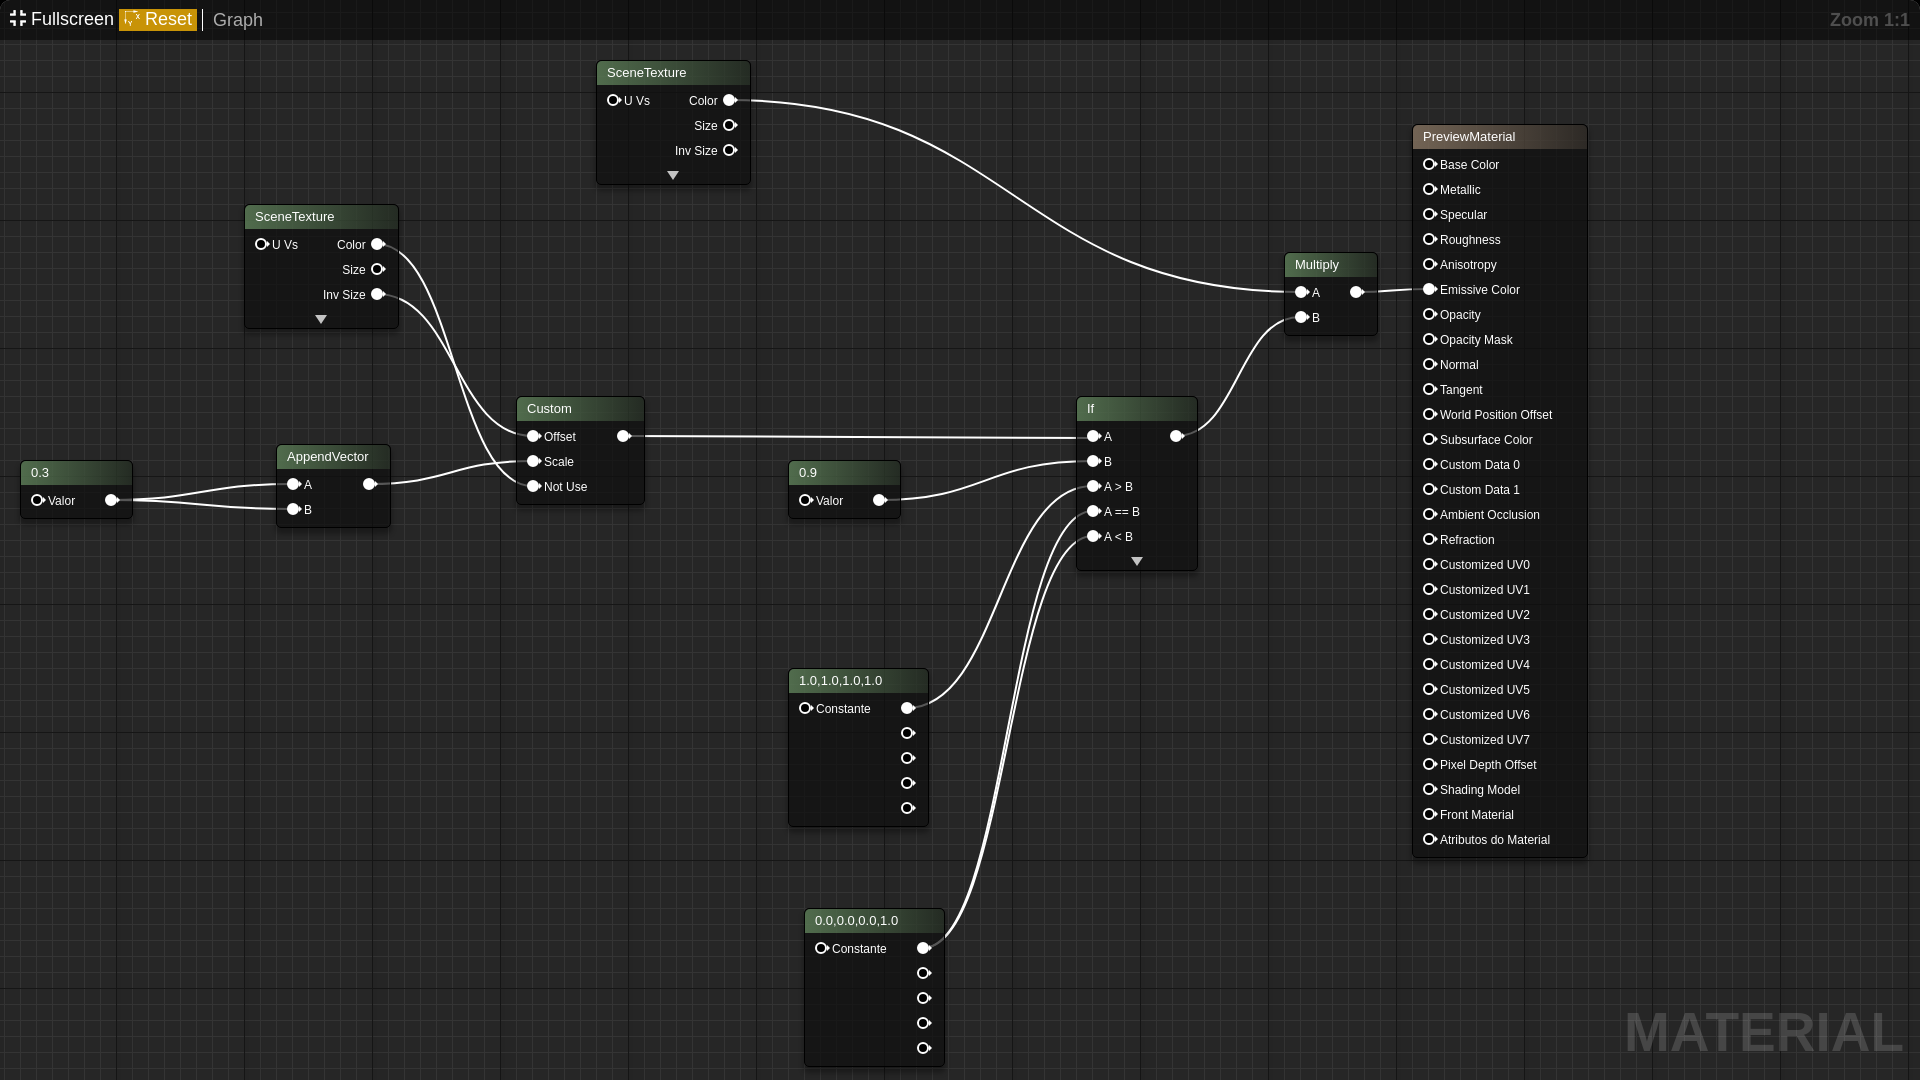 Fullscreen Reset Graph
Zoom 1:1
SceneTexture
U Vs Color
Size
Inv Size
SceneTexture
U Vs Color
Size
Inv Size
0.3
Valor
AppendVector
A
B
Custom
Offset
Scale
Not Use
0.9
Valor
1.0,1.0,1.0,1.0
Constante
0.0,0.0,0.0,1.0
Constante
If
A
B
A > B
A == B
A < B
Multiply
A
B
PreviewMaterial
Base Color
Metallic
Specular
Roughness
Anisotropy
Emissive Color
Opacity
Opacity Mask
Normal
Tangent
World Position Offset
Subsurface Color
Custom Data 0
Custom Data 1
Ambient Occlusion
Refraction
Customized UV0
Customized UV1
Customized UV2
Customized UV3
Customized UV4
Customized UV5
Customized UV6
Customized UV7
Pixel Depth Offset
Shading Model
Front Material
Atributos do Material
MATERIAL